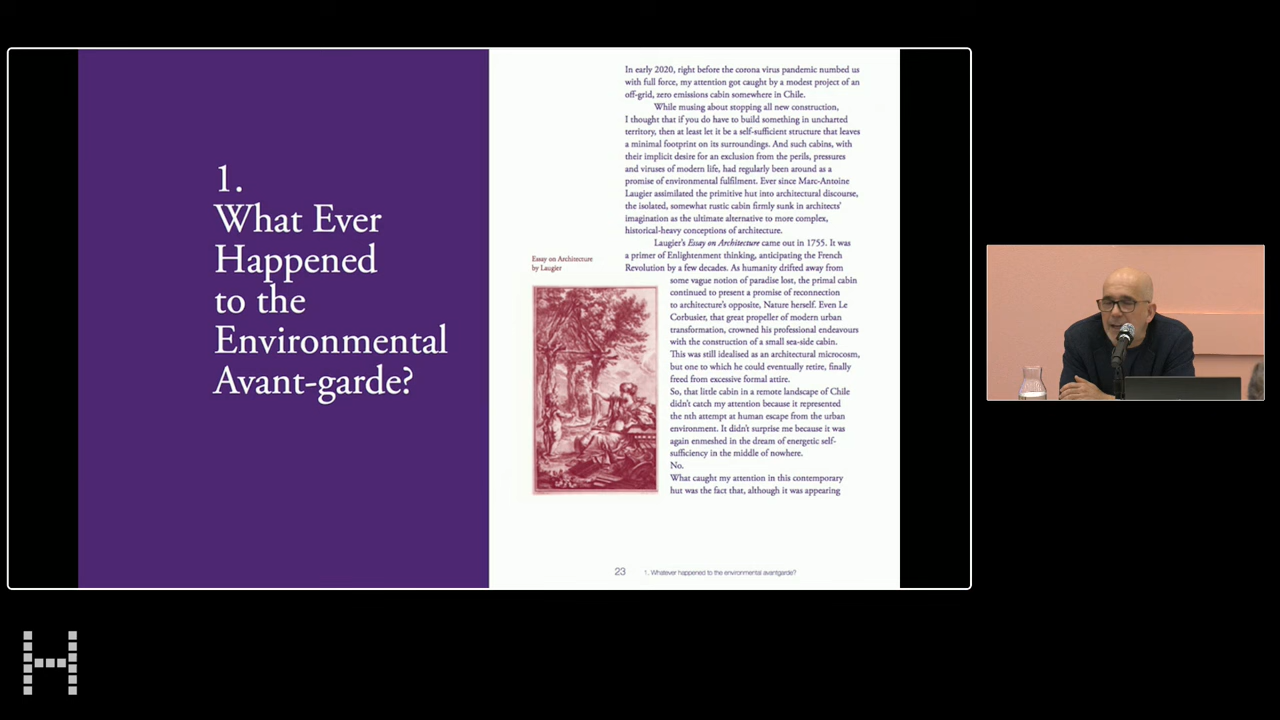 1.
What Ever
Happened
to the
Environmental
Avant-garde?
In early 2020, right before the corona virus pandemic numbed us
with full force, my attention got caught by a modest project of an
off-grid, zero emissions cabin somewhere in Chile.
While musing about stopping all new construction,
I thought that if you do have to build something in uncharted
territory, then at least let it be a self-sufficient structure that leaves
a minimal footprint on its surroundings. And such cabins, with
their implicit desire for an exclusion from the perils, pressures
and viruses of modern life, had regularly been around as a
promise of environmental fulfilment. Ever since Marc-Antoine
Laugier assimilated the primitive hut into architectural discourse,
the isolated, somewhat rustic cabin firmly sunk in architects'
imagination as the ultimate alternative to more complex,
historical-heavy conceptions of architecture.
Laugier's Essay on Architecture came out in 1755. It was
a primer of Enlightenment thinking, anticipating the French
Revolution by a few decades. As humanity drifted away from
some vague notion of paradise lost, the primal cabin
continued to present a promise of reconnection
to architecture's opposite, Nature herself. Even Le
Corbusier, that great propeller of modern urban
transformation, crowned his professional endeavours
with the construction of a small sea-side cabin.
This was still idealised as an architectural microcosm,
but one to which he could eventually retire, finally
freed from excessive formal attire.
So, that little cabin in a remote landscape of Chile
didn't catch my attention because it represented
the nth attempt at human escape from the urban
environment. It didn't surprise me because it was
again enmeshed in the dream of energetic self-
sufficiency in the middle of nowhere.
No.
What caught my attention in this contemporary
hut was the fact that, although it was appearing
Essay on Architecture
by Laugier
23
1. Whatever happened to the environmental avantgarde?
H